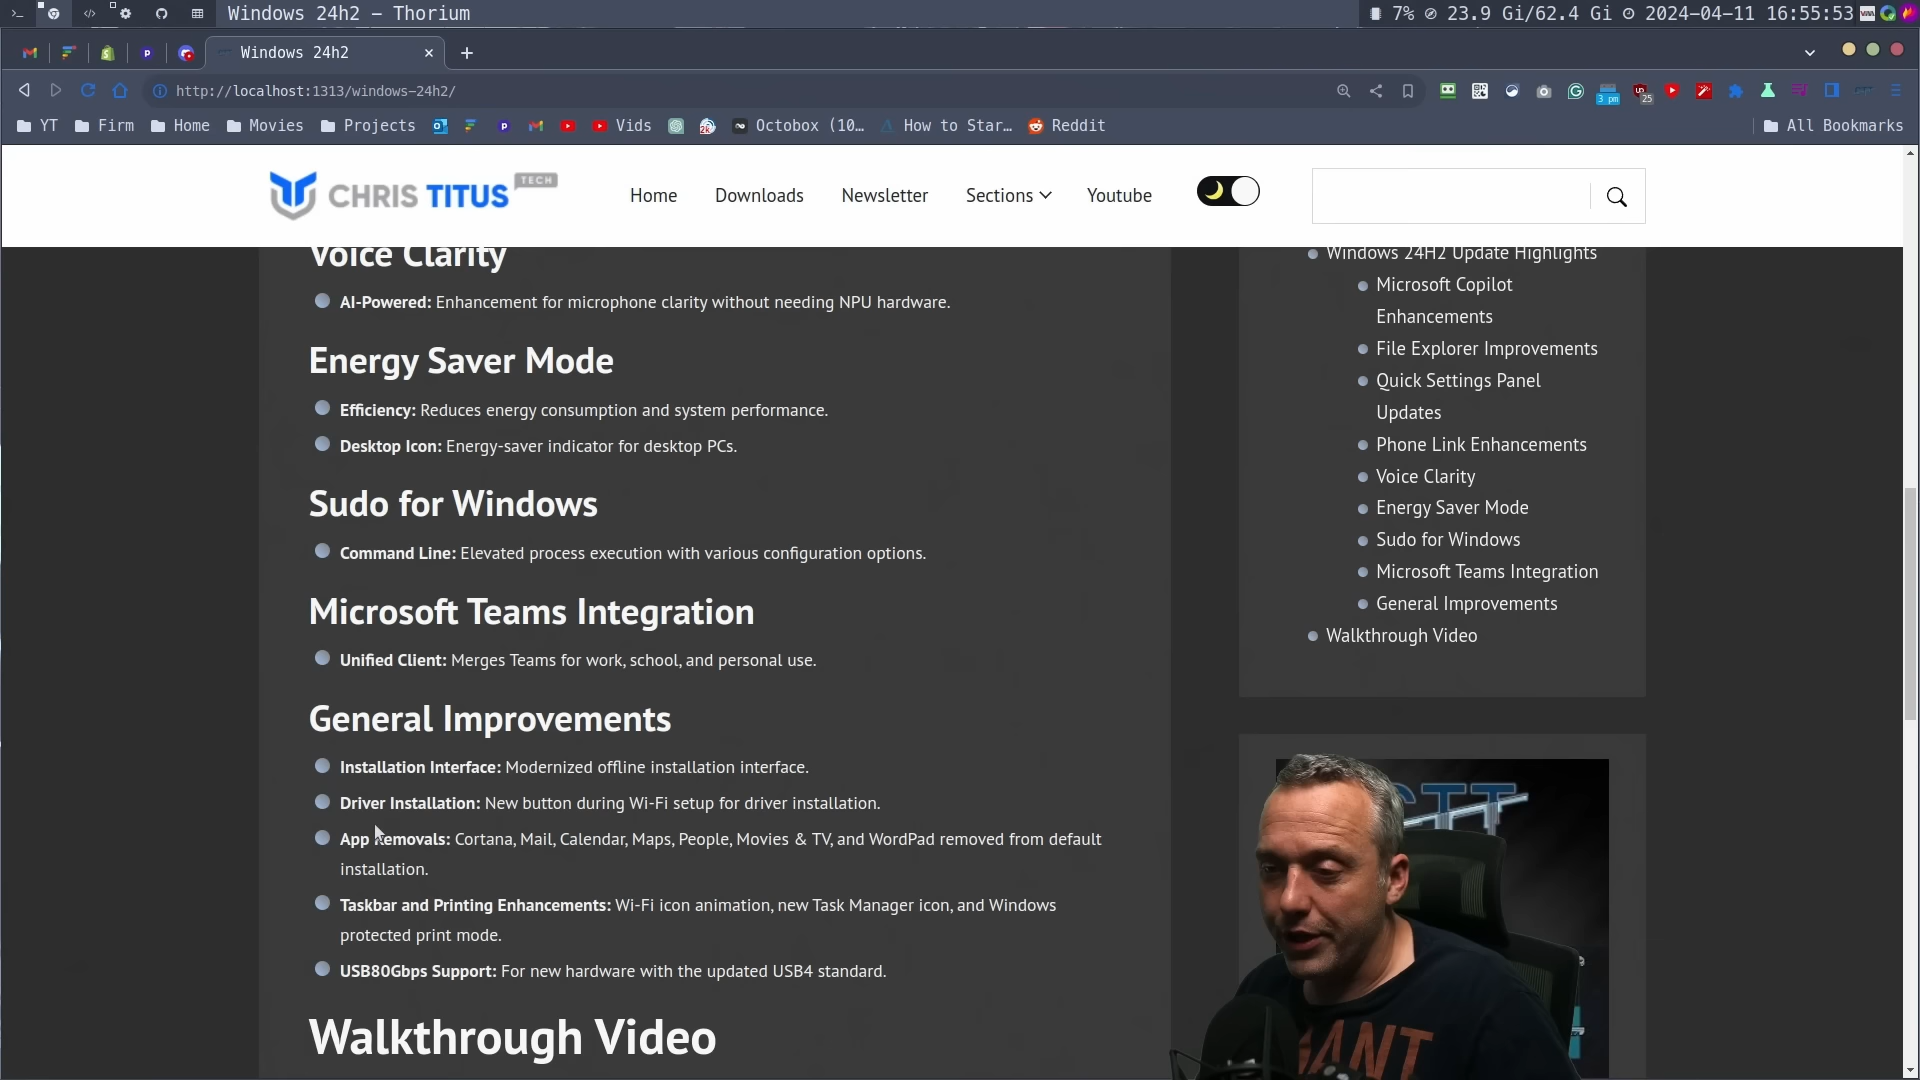 Windows 24h2 - Thorium
7% 23.9 Gi/62.4 Gi 2024-04-11 16:55:53
Windows 24h2
http://localhost:1313/windows-24h2/
3 pm
25
YT Firm Home Movies Projects Vids Octobox (10… How to Star… Reddit All Bookmarks
CHRIS TITUS TECH
Home Downloads Newsletter Sections Youtube
Voice Clarity
AI-Powered: Enhancement for microphone clarity without needing NPU hardware.
Energy Saver Mode
Efficiency: Reduces energy consumption and system performance.
Desktop Icon: Energy-saver indicator for desktop PCs.
Sudo for Windows
Command Line: Elevated process execution with various configuration options.
Microsoft Teams Integration
Unified Client: Merges Teams for work, school, and personal use.
General Improvements
Installation Interface: Modernized offline installation interface.
Driver Installation: New button during Wi-Fi setup for driver installation.
App Removals: Cortana, Mail, Calendar, Maps, People, Movies & TV, and WordPad removed from default
installation.
Taskbar and Printing Enhancements: Wi-Fi icon animation, new Task Manager icon, and Windows
protected print mode.
USB80Gbps Support: For new hardware with the updated USB4 standard.
Walkthrough Video
Windows 24H2 Update Highlights
Microsoft Copilot
Enhancements
File Explorer Improvements
Quick Settings Panel
Updates
Phone Link Enhancements
Voice Clarity
Energy Saver Mode
Sudo for Windows
Microsoft Teams Integration
General Improvements
Walkthrough Video
CTT